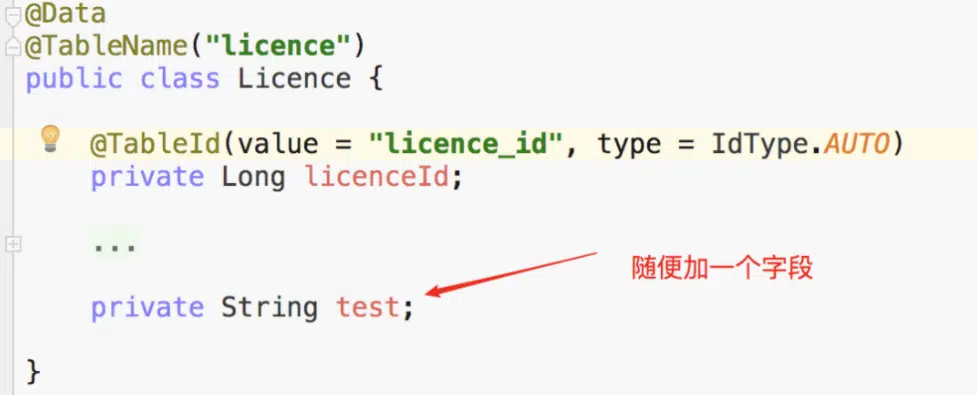 @Data
@TableName("licence")
public class Licence {
@TableId(value = "licence_id", type = IdType.AUTO)
private Long licenceId;
...
随便加一个字段
private String test;
}